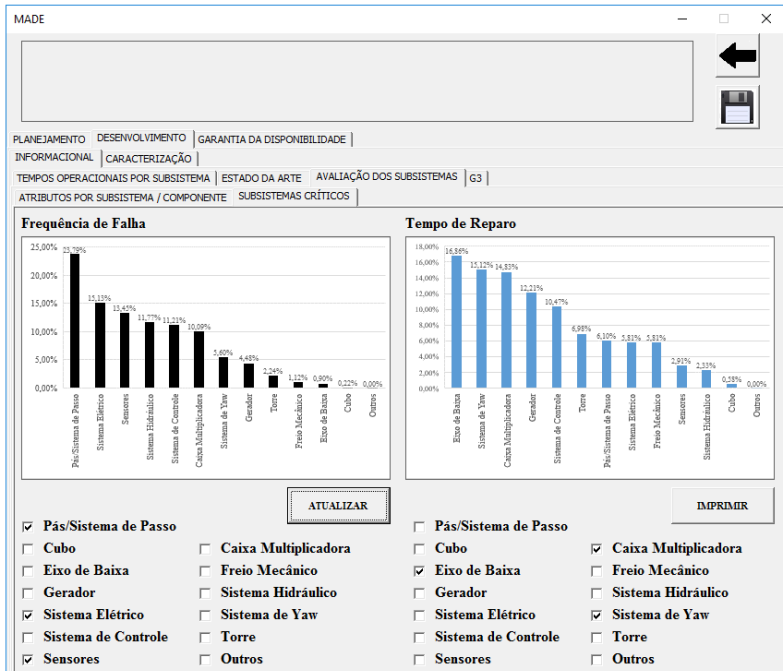 MADE
PLANEJAMENTO DESENVOLVIMENTO GARANTIA DA DISPONIBILIDADE
INFORMACIONAL CARACTERIZAÇÃO
TEMPOS OPERACIONAIS POR SUBSISTEMA ESTADO DA ARTE AVALIAÇÃO DOS SUBSISTEMAS G3
ATRIBUTOS POR SUBSISTEMA / COMPONENTE SUBSISTEMAS CRÍTICOS
Frequência de Falha
25,00%
20,00%
15,00%
10,00%
5,00%
0,00%
23,79%
15,13%
13,45%
11,77%
11,21%
10,09%
5,60%
4,48%
2,24%
1,12%
0,90%
0,22%
0,00%
Pás/Sistema de Passo
Sistema Elétrico
Sensores
Sistema Hidráulico
Sistema de Controle
Caixa Multiplicadora
Sistema de Yaw
Gerador
Torre
Freio Mecânico
Eixo de Baixa
Cubo
Outros
Tempo de Reparo
18,00%
16,00%
14,00%
12,00%
10,00%
8,00%
6,00%
4,00%
2,00%
0,00%
16,86%
15,12%
14,83%
12,21%
10,47%
6,98%
6,10%
5,81%
5,81%
2,91%
2,33%
0,58%
0,00%
Eixo de Baixa
Sistema de Yaw
Caixa Multiplicadora
Gerador
Sistema de Controle
Torre
Pás/Sistema de Passo
Sistema Elétrico
Freio Mecânico
Sensores
Sistema Hidráulico
Cubo
Outros
ATUALIZAR
IMPRIMIR
Pás/Sistema de Passo
Cubo
Eixo de Baixa
Gerador
Sistema Elétrico
Sistema de Controle
Sensores
Caixa Multiplicadora
Freio Mecânico
Sistema Hidráulico
Sistema de Yaw
Torre
Outros
Pás/Sistema de Passo
Cubo
Eixo de Baixa
Gerador
Sistema Elétrico
Sistema de Controle
Sensores
Caixa Multiplicadora
Freio Mecânico
Sistema Hidráulico
Sistema de Yaw
Torre
Outros